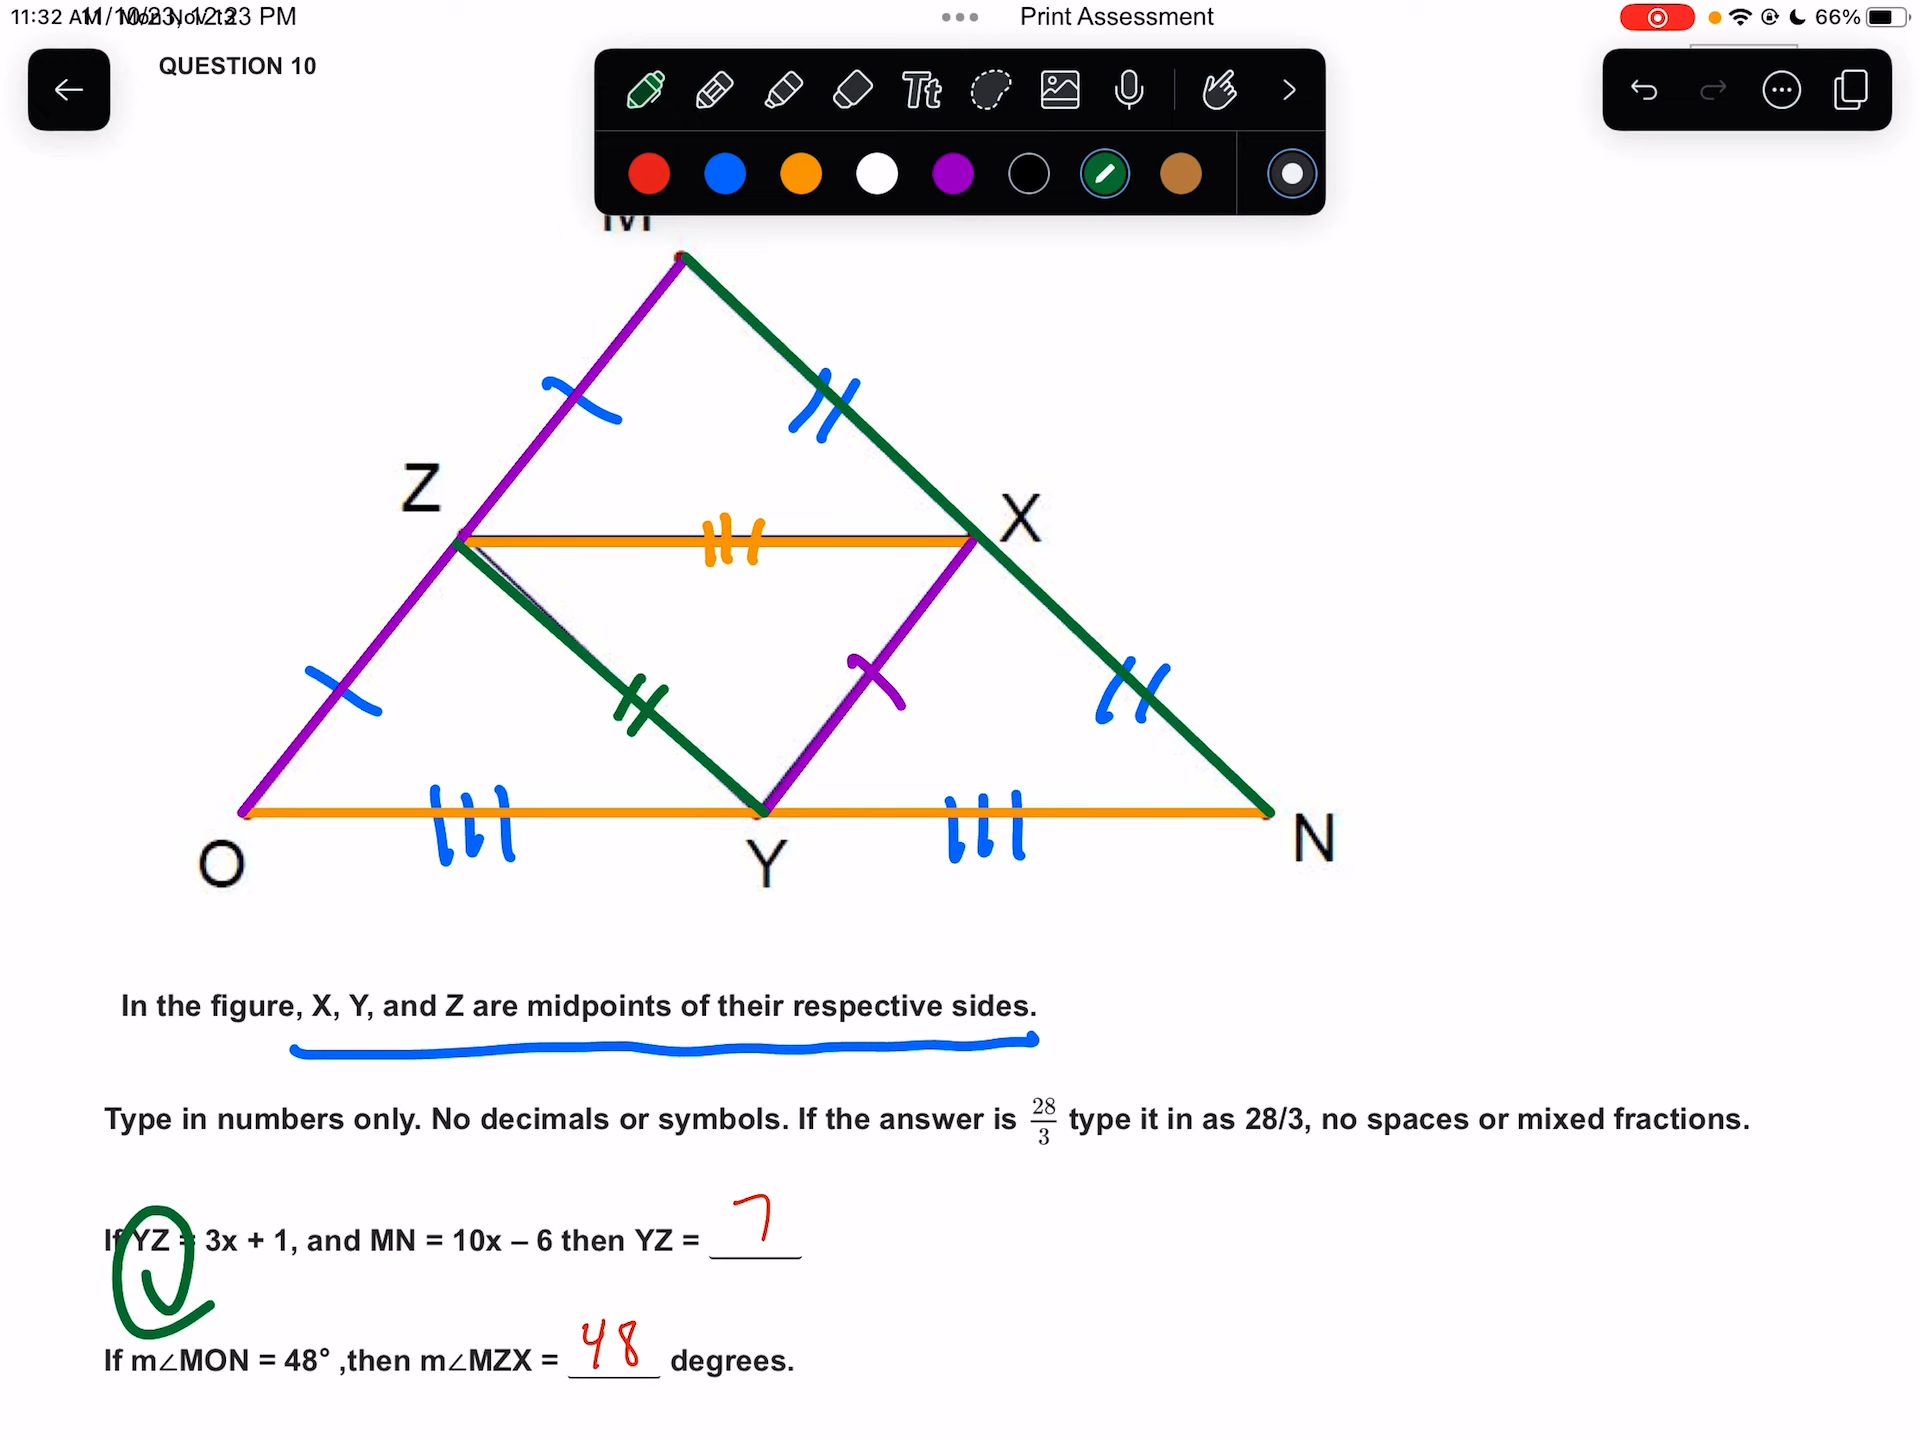 Print Assessment
66%
QUESTION 10
Tt
M
Z
X
O
Y
N
In the figure, X, Y, and Z are midpoints of their respective sides.
Type in numbers only. No decimals or symbols. If the answer is 28/3 type it in as 28/3, no spaces or mixed fractions.
If YZ = 3x + 1, and MN = 10x – 6 then YZ = 7
If m∠MON = 48° ,then m∠MZX = 48 degrees.